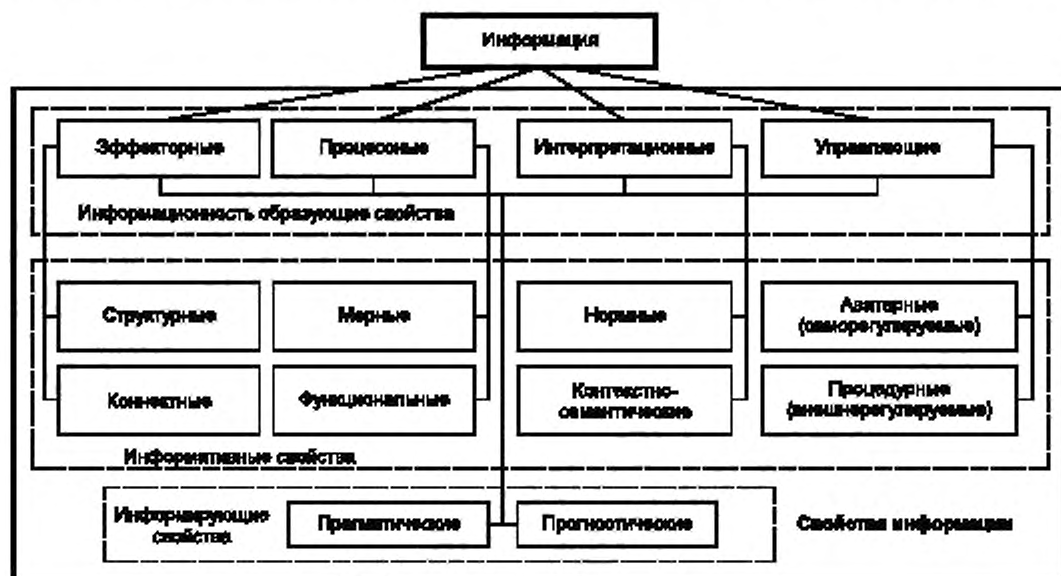 Информация
Эффекторные
Процессные
Интерпретационные
Управляющие
Информационность образующие свойства
Структурные
Мерные
Нормные
(саморегулируемые)
Коннектные
Функциональные
Контекстно-
семантические
Процедурные
(внешнерегулируемые)
Информативные свойства
Информирующие
свойства
Прагматические
Прогностические
Свойства информации